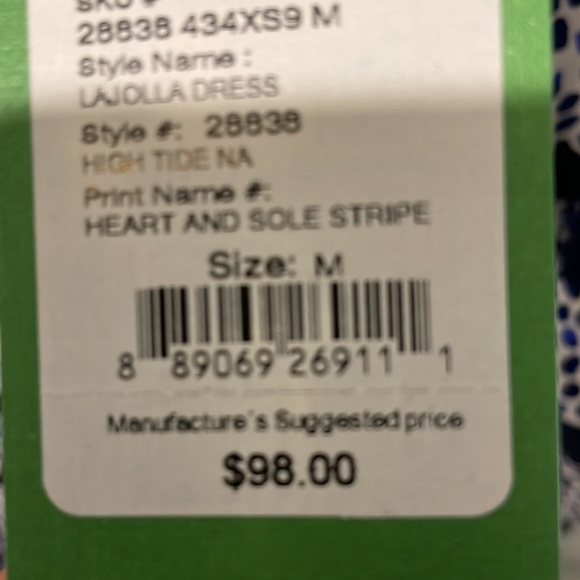 SKU #
28838 434XS9 M
Style Name :
LAJOLLA DRESS
Style #: 28838
HIGH TIDE NA
Print Name #:
HEART AND SOLE STRIPE
Size: M
8 89069 26911 1
Manufacture's Suggested price
$98.00